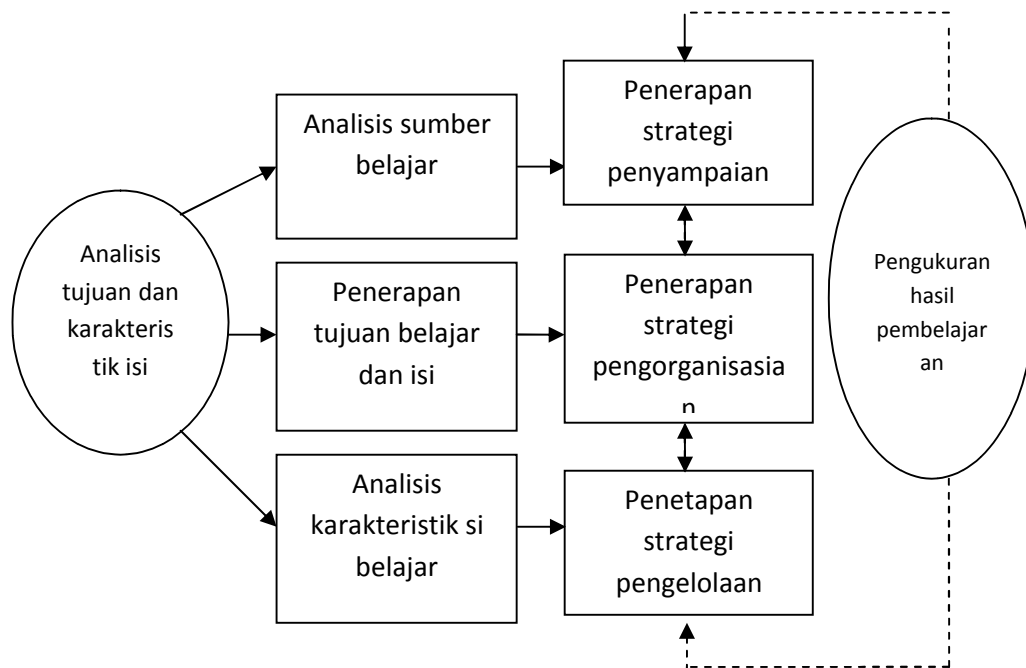 Analisis
tujuan dan
karakteris
tik isi
Analisis sumber
belajar
Penerapan
tujuan belajar
dan isi
Analisis
karakteristik si
belajar
Penerapan
strategi
penyampaian
Penerapan
strategi
pengorganisasia
n
Penetapan
strategi
pengelolaan
Pengukuran
hasil
pembelajar
an